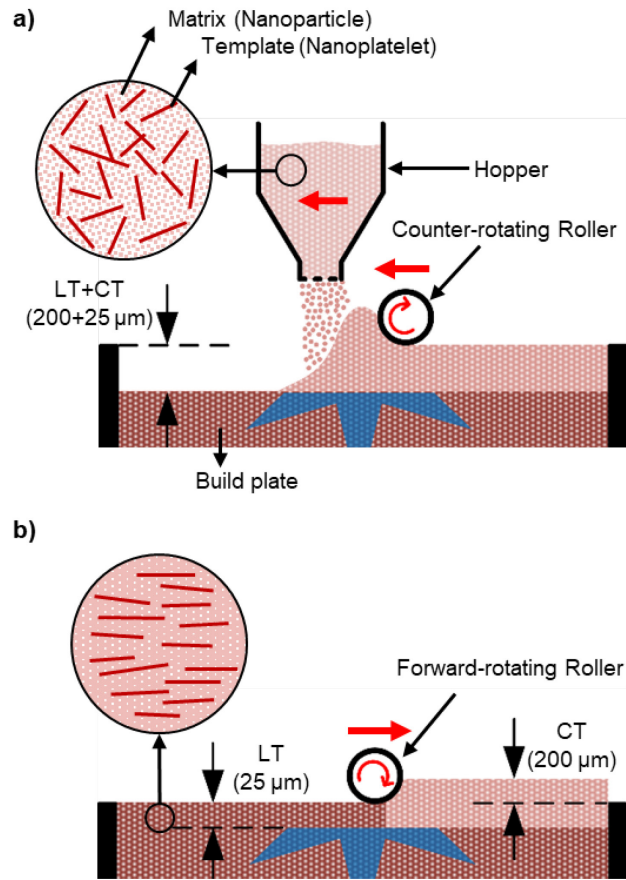 a)
Matrix (Nanoparticle)
Template (Nanoplatelet)
Hopper
Counter-rotating Roller
LT+CT
(200+25 µm)
Build plate
b)
Forward-rotating Roller
LT
(25 µm)
CT
(200 µm)